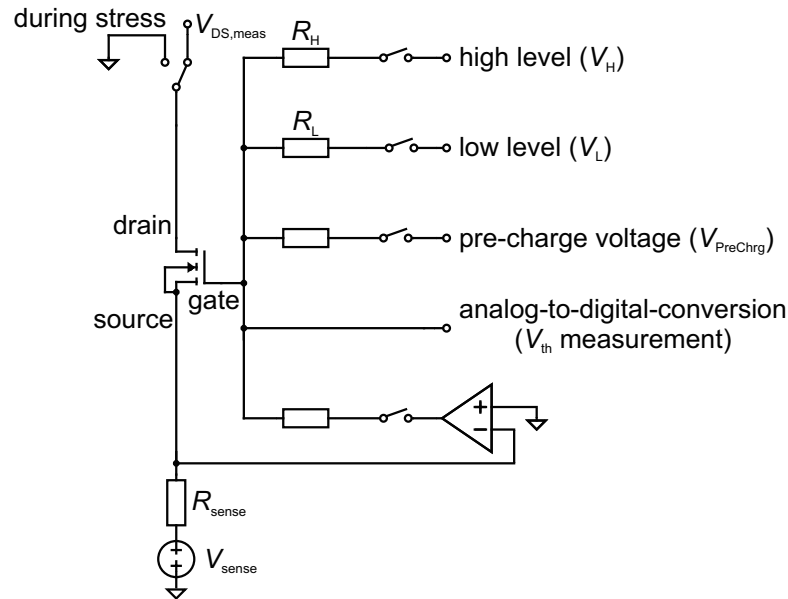 during stress
V_DS,meas
R_H
high level (V_H)
R_L
low level (V_L)
drain
pre-charge voltage (V_PreChrg)
gate
source
analog-to-digital-conversion
(V_th measurement)
+
−
R_sense
+
+
V_sense